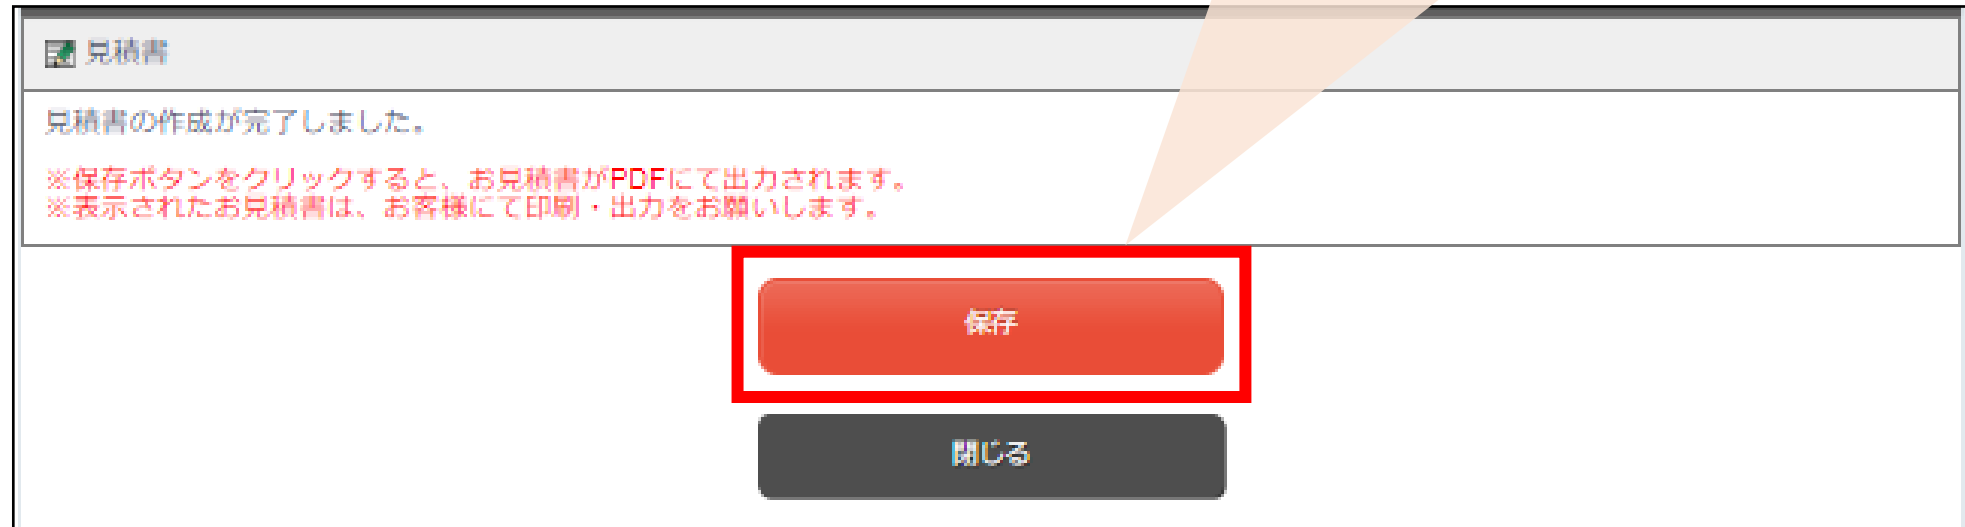 見積書
見積書の作成が完了しました。
※保存ボタンをクリックすると、お見積書がPDFにて出力されます。
※表示されたお見積書は、お客様にて印刷・出力をお願いします。
保存
閉じる